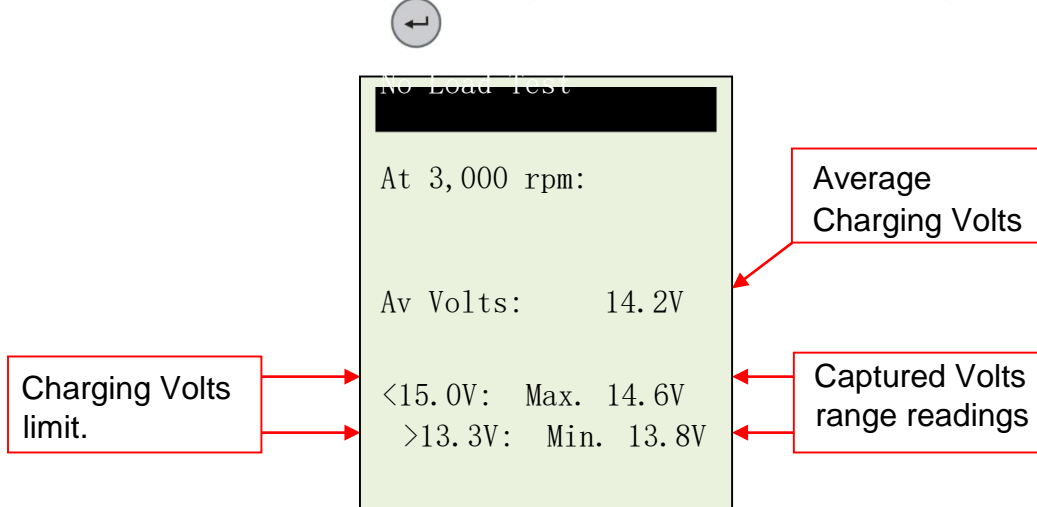 No Load Test
At 3,000 rpm:
Average
Charging Volts
Av Volts: 14.2V
Charging Volts
limit.
<15.0V: Max. 14.6V
>13.3V: Min. 13.8V
Captured Volts
range readings